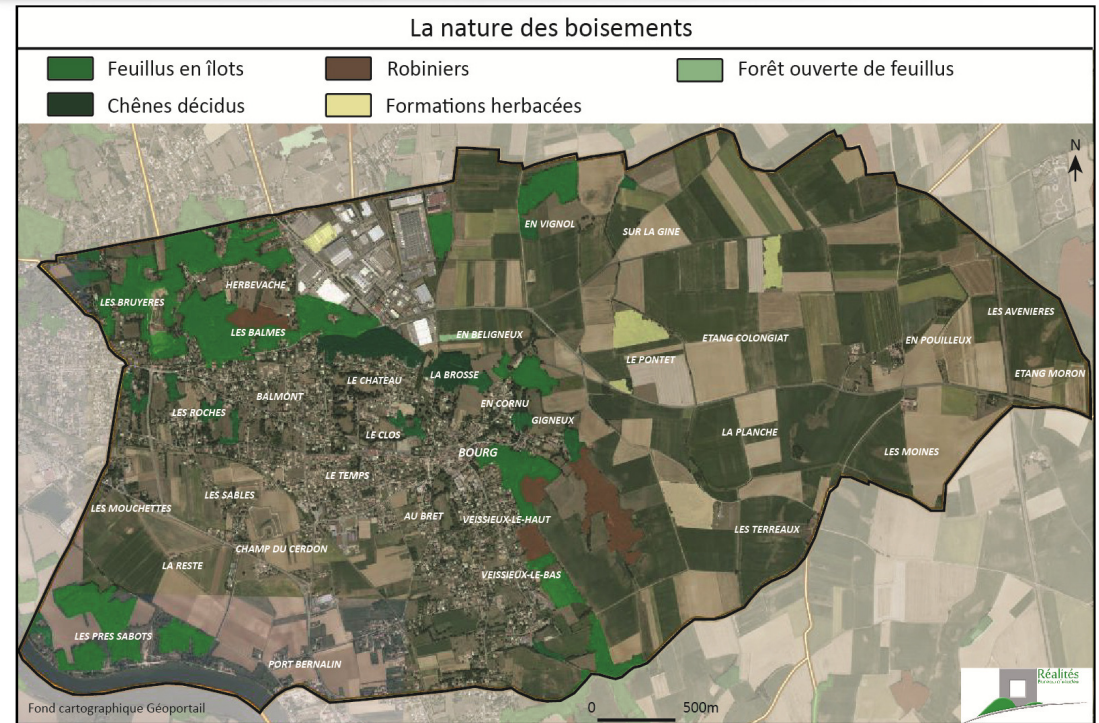 La nature des boisements
Feuillus en îlots
Robiniers
Forêt ouverte de feuillus
Chênes décidus
Formations herbacées
N
EN VIGNOL
SUR LA GINE
HERBEVACHE
LES BRUYERES
LES AVENIERES
LES BALMES
EN BELIGNEUX
ETANG COLONGIAT
EN POUILLEUX
LE PONTET
ETANG MORON
LE CHATEAU
LA BROSSE
BALMONT
EN CORNU
LES ROCHES
GIGNEUX
LE CLOS
LA PLANCHE
BOURG
LES MOINES
LE TEMPS
LES SABLES
LES MOUCHETTES
AU BRET
VEISSIEUX-LE-HAUT
LES TERREAUX
CHAMP DU CERDON
LA RESTE
VEISSIEUX-LE-BAS
LES PRES SABOTS
PORT BERNALIN
Réalités
Fond cartographique Géoportail
0
500m